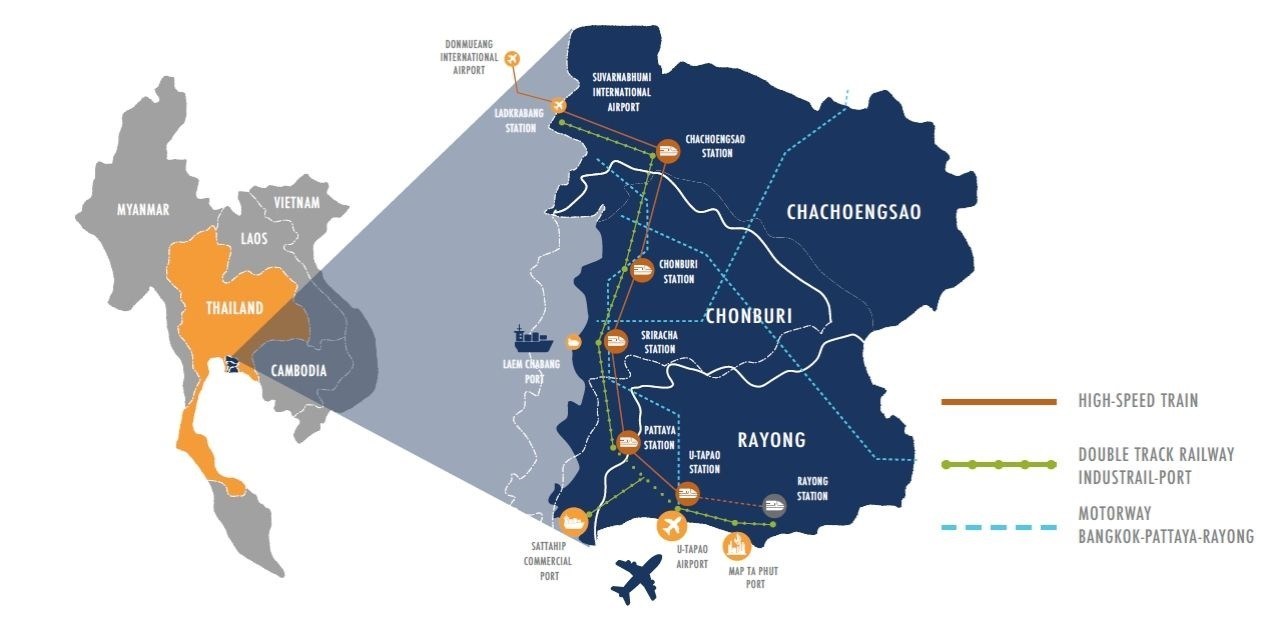 MYANMAR
VIETNAM
LAOS
THAILAND
CAMBODIA
DONMUEANG
INTERNATIONAL
AIRPORT
SUVARNABHUMI
INTERNATIONAL
AIRPORT
LADKRABANG
STATION
CHACHOENGSAO
STATION
CHACHOENGSAO
CHONBURI
STATION
CHONBURI
SRIRACHA
STATION
LAEM CHABANG
PORT
PATTAYA
STATION
RAYONG
U-TAPAO
STATION
RAYONG
STATION
SATTAHIP
COMMERCIAL
PORT
U-TAPAO
AIRPORT
MAP TA PHUT
PORT
HIGH-SPEED TRAIN
DOUBLE TRACK RAILWAY
INDUSTRAIL-PORT
MOTORWAY
BANGKOK-PATTAYA-RAYONG